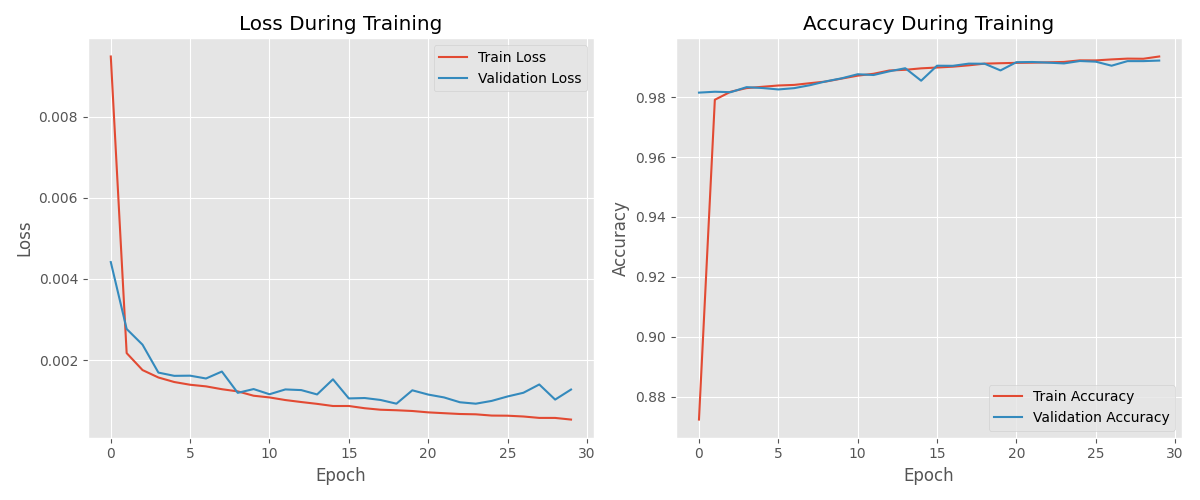 Loss During Training
Train Loss
Validation Loss
Loss
0.008
0.006
0.004
0.002
0 5 10 15 20 25 30
Epoch
Accuracy During Training
Accuracy
0.98
0.96
0.94
0.92
0.90
0.88
Train Accuracy
Validation Accuracy
0 5 10 15 20 25 30
Epoch